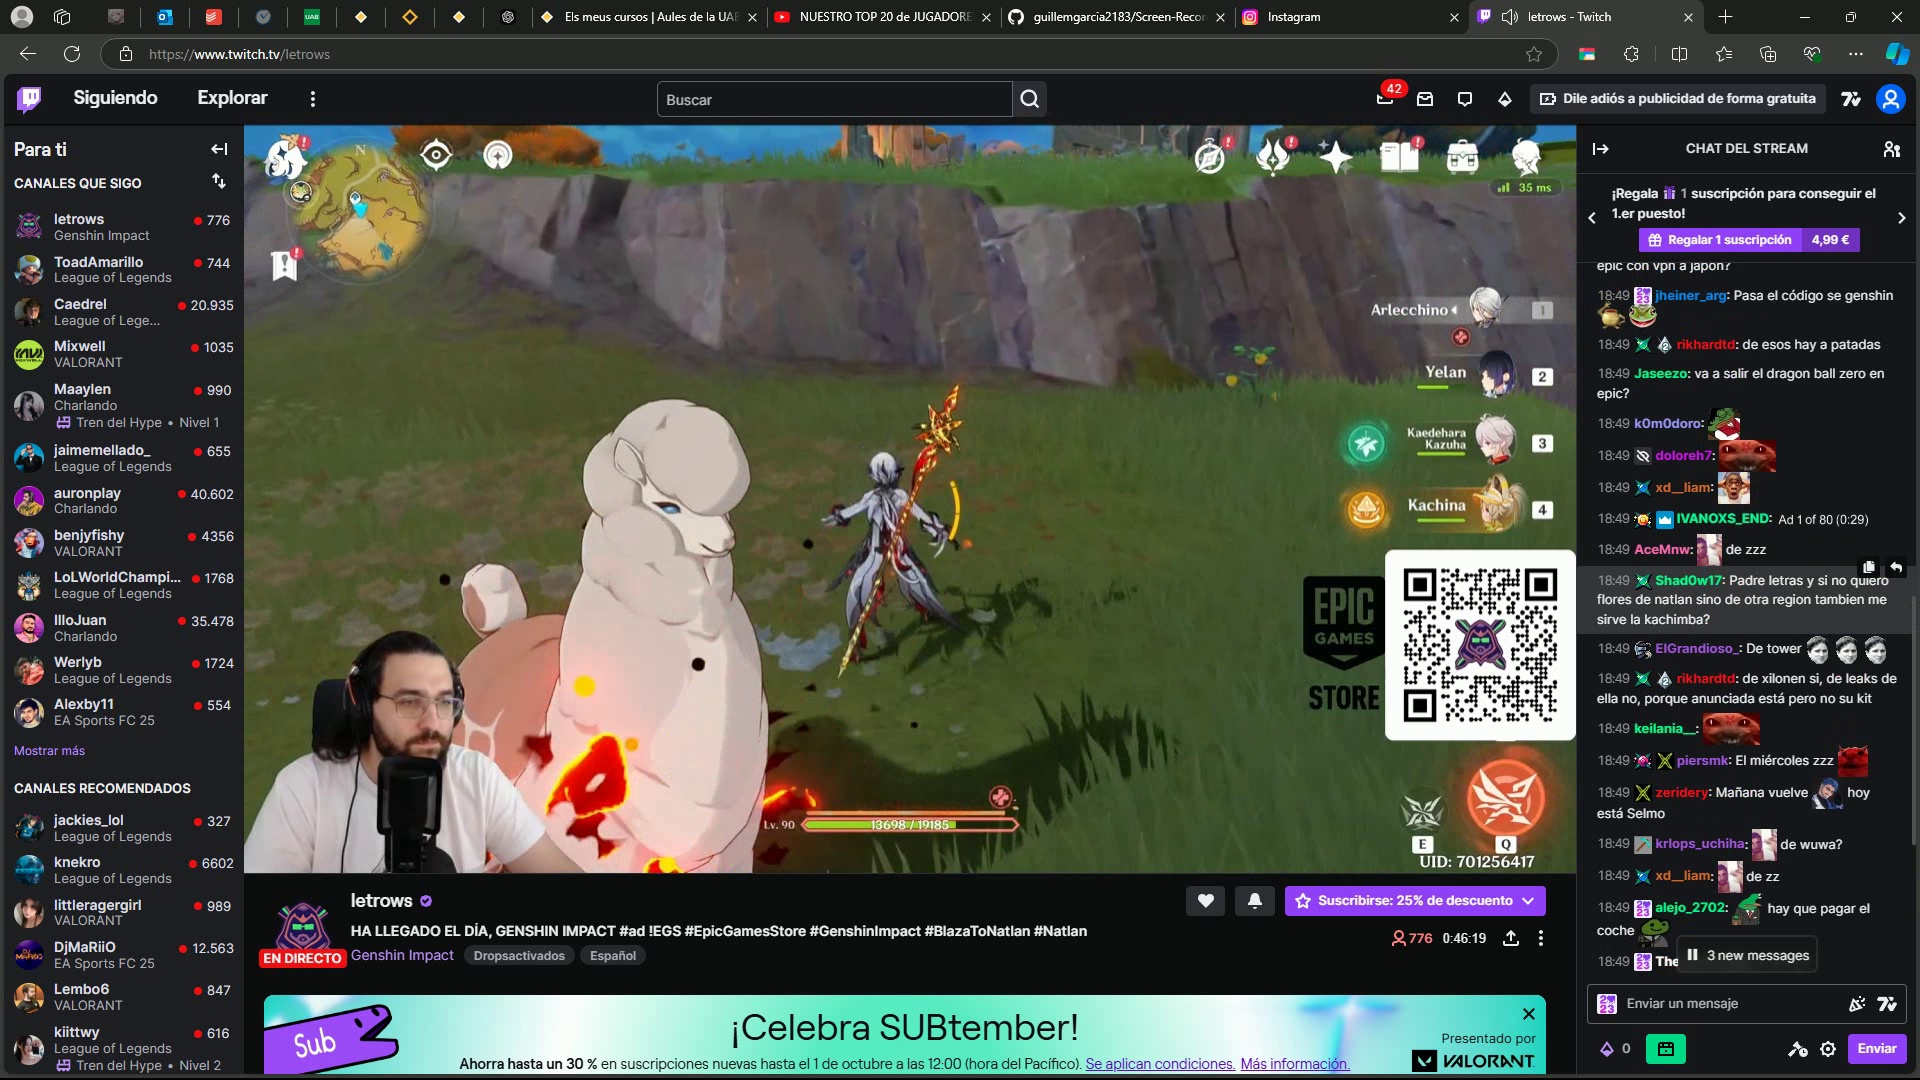 UAB
Els meus cursos | Aules de la UAB
NUESTRO TOP 20 de JUGADORE
guillemgarcia2183/Screen-Recor
Instagram
letrows - Twitch
https://www.twitch.tv/letrows
Siguiendo
Explorar
Buscar
42
Dile adiós a publicidad de forma gratuita
Para ti
CANALES QUE SIGO
letrows
776
Genshin Impact
ToadAmarillo
744
League of Legends
Caedrel
20.935
League of Lege...
Mixwell
1035
VALORANT
Maaylen
990
Charlando
Tren del Hype • Nivel 1
jaimemellado_
655
League of Legends
auronplay
40.602
Charlando
benjyfishy
4356
VALORANT
LoLWorldChampi...
1768
League of Legends
IlloJuan
35.478
Charlando
Werlyb
1724
League of Legends
Alexby11
554
EA Sports FC 25
Mostrar más
CANALES RECOMENDADOS
jackies_lol
327
League of Legends
knekro
6602
League of Legends
littleragergirl
989
VALORANT
DjMaRiiO
12.563
EA Sports FC 25
Lembo6
847
VALORANT
kiittwy
616
League of Legends
Tren del Hype • Nivel 2
N
35 ms
Arlecchino
1
Yelan
2
Kaedehara
Kazuha
3
Kachina
4
EPIC
GAMES
STORE
Lv. 90
13698 / 19185
E
Q
UID: 701256417
letrows
HA LLEGADO EL DÍA, GENSHIN IMPACT #ad !EGS #EpicGamesStore #GenshinImpact #BlazaToNatlan #Natlan
EN DIRECTO
Genshin Impact
Dropsactivados
Español
Suscribirse: 25% de descuento
776
0:46:19
Sub
¡Celebra SUBtember!
Ahorra hasta un 30 % en suscripciones nuevas hasta el 1 de octubre a las 12:00 (hora del Pacífico). Se aplican condiciones. Más información.
Presentado por
VALORANT
CHAT DEL STREAM
¡Regala 1 suscripción para conseguir el
1.er puesto!
Regalar 1 suscripción
4,99 €
epic con vpn a japon?
18:49 jheiner_arg: Pasa el código se genshin
18:49 rikhardtd: de esos hay a patadas
18:49 Jaseezo: va a salir el dragon ball zero en
epic?
18:49 k0m0doro:
18:49 doloreh7:
18:49 xd__liam:
18:49 IVANOXS_END: Ad 1 of 80 (0:29)
18:49 AceMnw: de zzz
18:49 Shad0w17: Padre letras y si no quiero
flores de natlan sino de otra region tambien me
sirve la kachimba?
18:49 ElGrandioso_: De tower
18:49 rikhardtd: de xilonen si, de leaks de
ella no, porque anunciada está pero no su kit
18:49 keilania__:
18:49 piersmk: El miércoles zzz
18:49 zeridery: Mañana vuelve hoy
está Selmo
18:49 krlops_uchiha: de wuwa?
18:49 xd__liam: de zz
18:49 alejo_2702: hay que pagar el
coche
18:49 The
3 new messages
Enviar un mensaje
0
Enviar